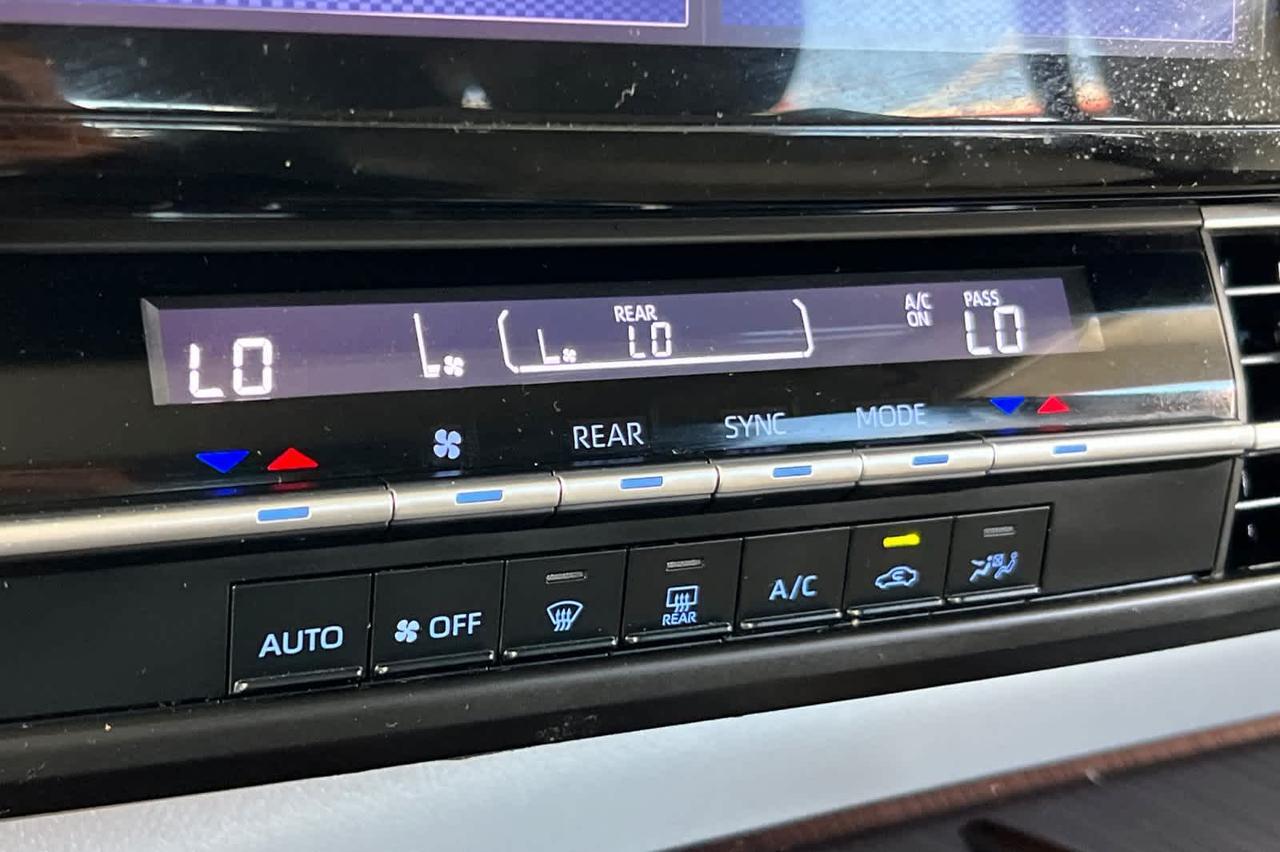 LO
REAR
LO
A/C
ON
PASS
LO
REAR
SYNC
MODE
AUTO
OFF
REAR
A/C